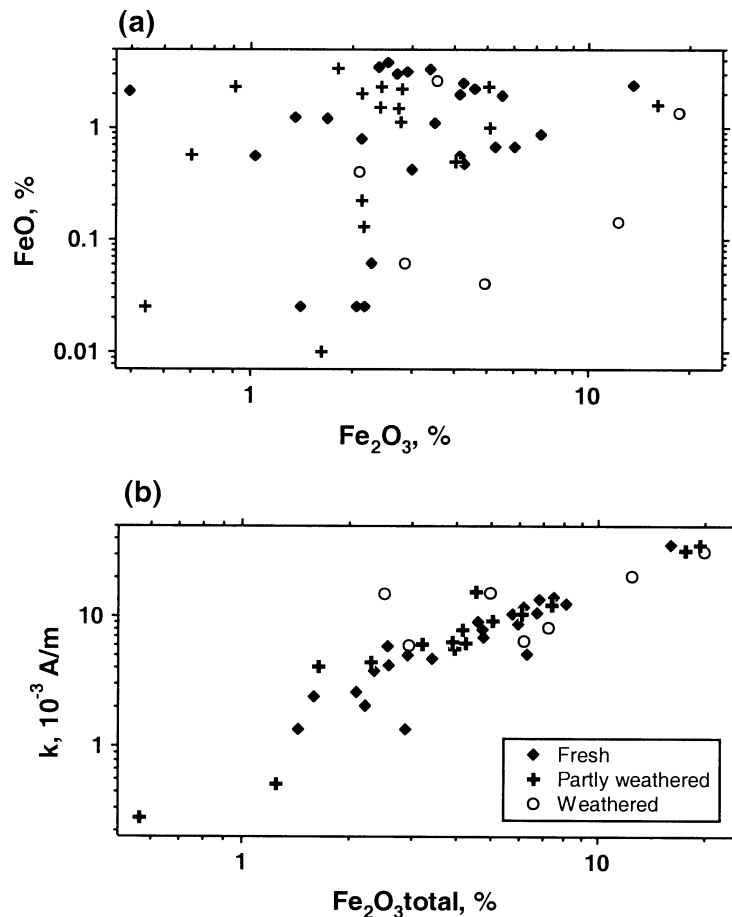 (a)
FeO, %
1
0.1
0.01
1
10
Fe₂O₃, %
(b)
k, 10⁻³ A/m
10
1
Fresh
Partly weathered
Weathered
1
10
Fe₂O₃total, %